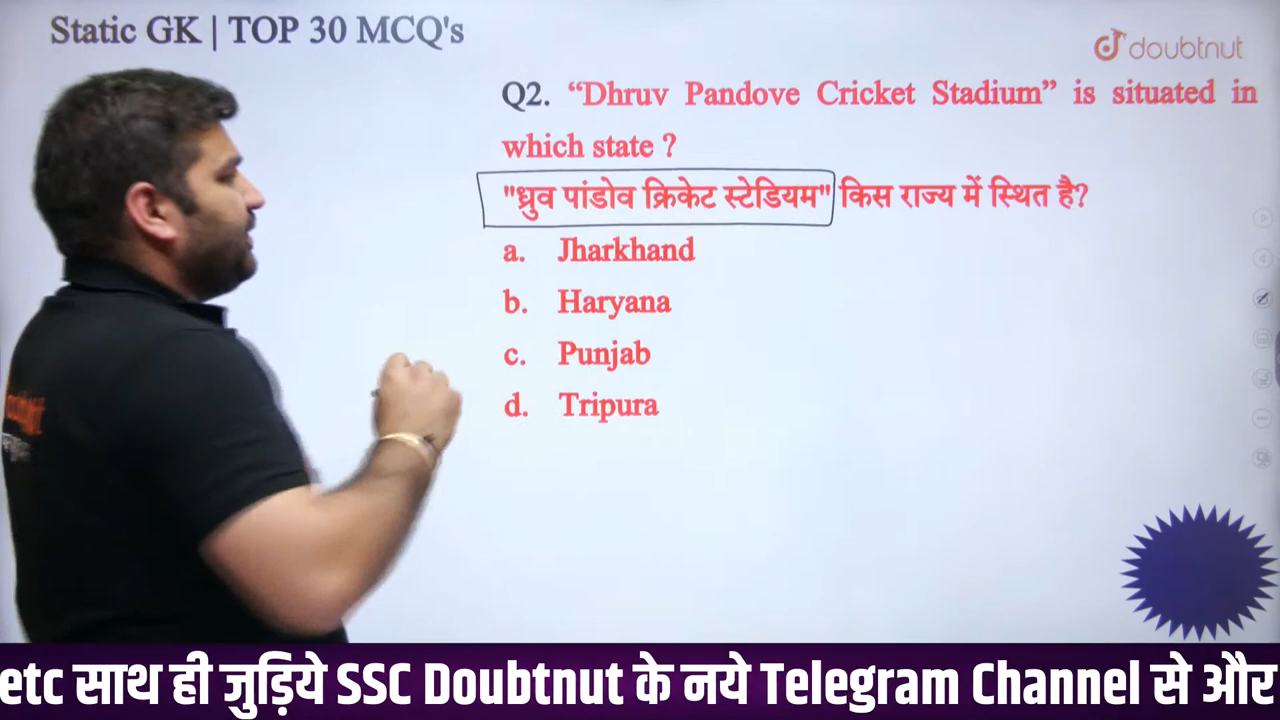 Static GK | TOP 30 MCQ's
doubtnut
Q2. “Dhruv Pandove Cricket Stadium” is situated in
which state ?
"ध्रुव पांडोव क्रिकेट स्टेडियम" किस राज्य में स्थित है?
a. Jharkhand
b. Haryana
c. Punjab
d. Tripura
etc साथ ही जुड़िये SSC Doubtnut के नये Telegram Channel से और